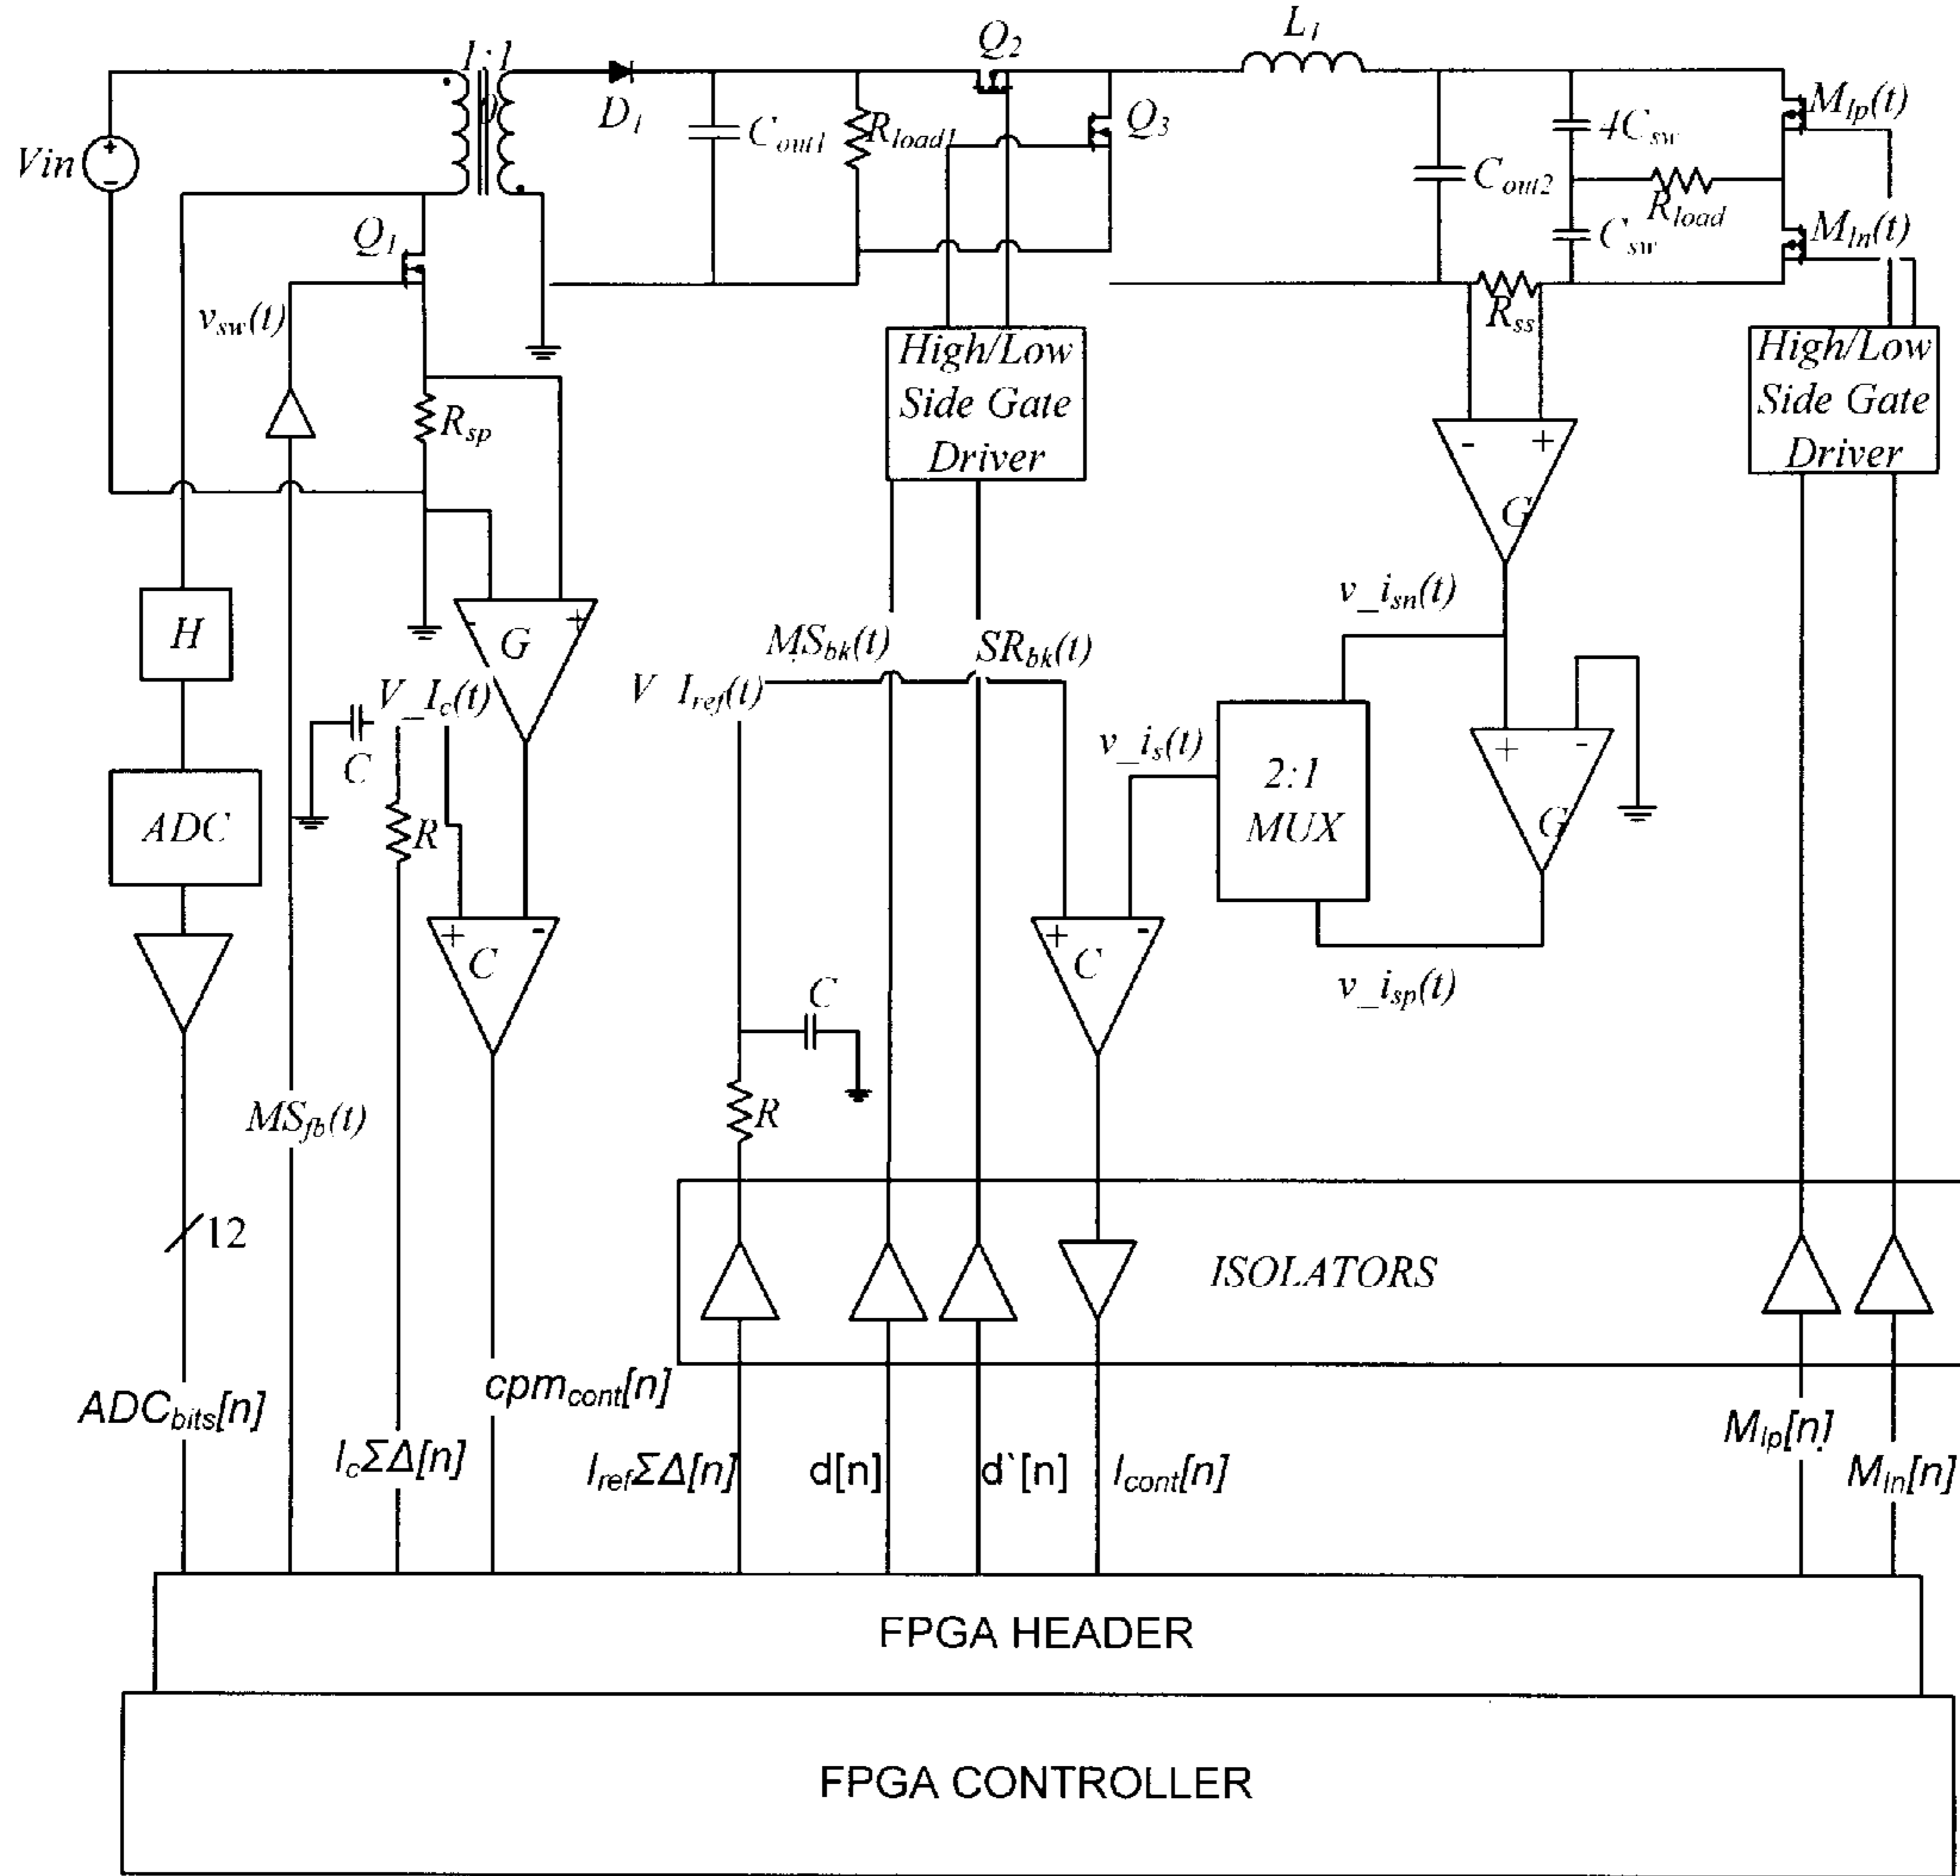 1:1
Q2
L1
D1
Cout1
Rload1
Q3
4Csw
Mlp(t)
Vin
+
-
Cout2
Rload
Csw
Mln(t)
Q1
vsw(t)
Rss
High/Low
Side Gate
Driver
High/Low
Side Gate
Driver
Rsp
- +
G
v_isn(t)
H
- +
G
MSbk(t)
SRbk(t)
V_Ic(t)
V Iref(t)
C
v_is(t)
2:1
MUX
+ -
G
ADC
R
+ -
C
+ -
C
v_isp(t)
C
R
MSfb(t)
12
ISOLATORS
ADCbits[n]
cpmcont[n]
IcΣΔ[n]
IrefΣΔ[n]
d[n]
d`[n]
Icont[n]
Mlp[n]
Mln[n]
FPGA HEADER
FPGA CONTROLLER